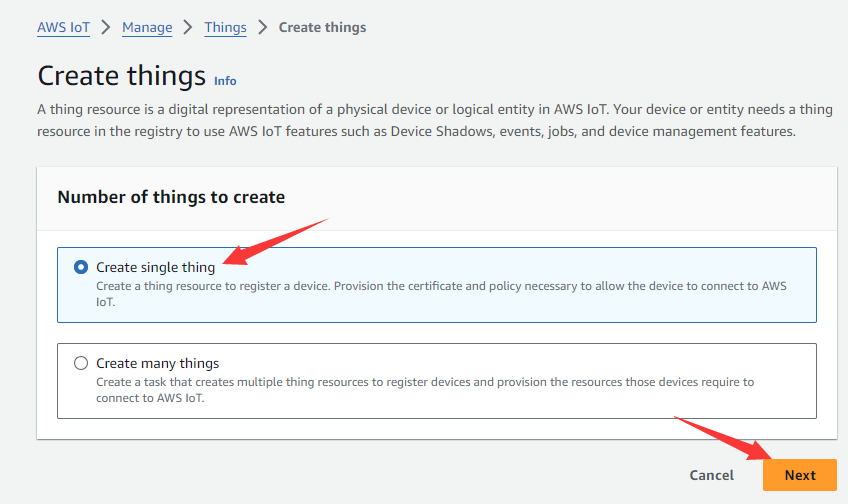 AWS IoT > Manage > Things > Create things
Create things Info
A thing resource is a digital representation of a physical device or logical entity in AWS IoT. Your device or entity needs a thing
resource in the registry to use AWS IoT features such as Device Shadows, events, jobs, and device management features.
Number of things to create
Create single thing
Create a thing resource to register a device. Provision the certificate and policy necessary to allow the device to connect to AWS
IoT.
Create many things
Create a task that creates multiple thing resources to register devices and provision the resources those devices require to
connect to AWS IoT.
Cancel Next